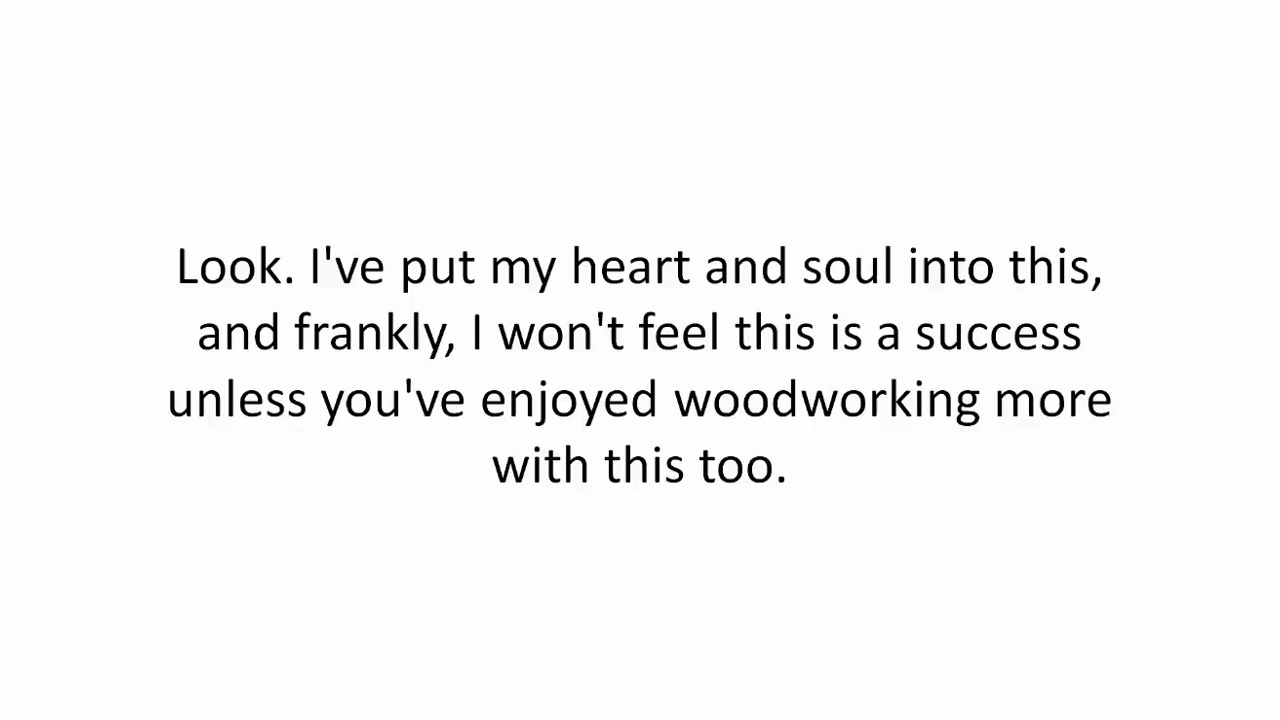 Look. I've put my heart and soul into this,
and frankly, I won't feel this is a success
unless you've enjoyed woodworking more
with this too.